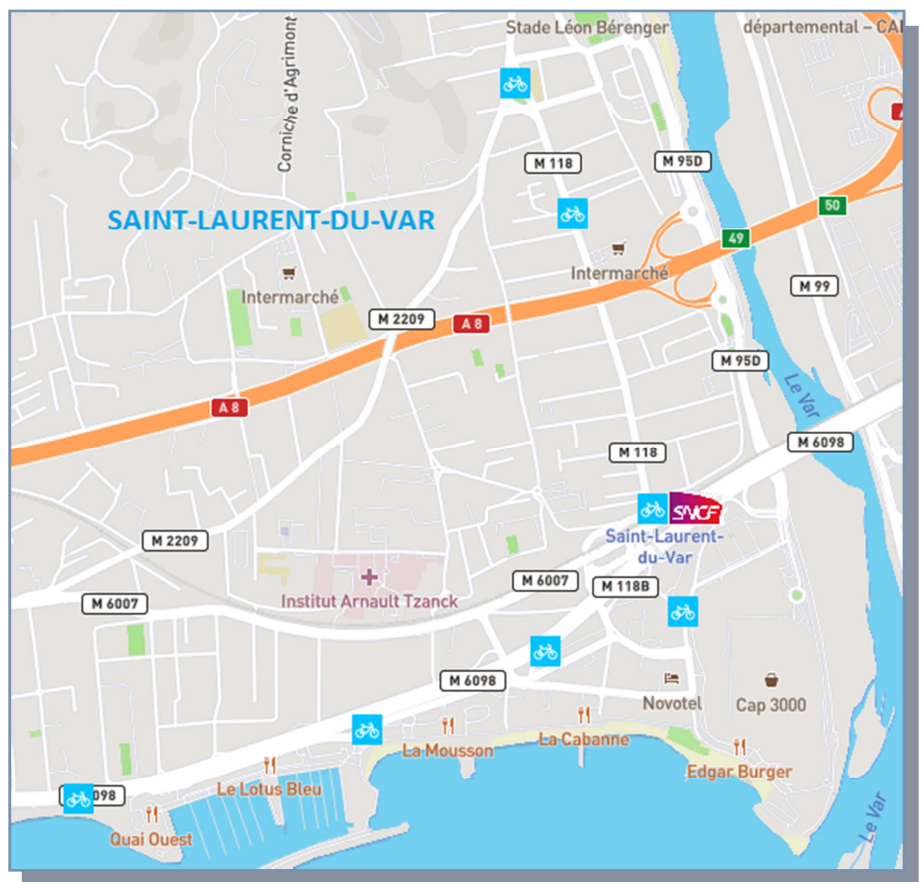 Stade Léon Bérenger
département​al – CA
Corniche d'Agrimont
M 118
M 95D
SAINT-LAURENT-DU-VAR
50
49
Intermarché
Intermarché
M 99
M 2209
A 8
M 95D
Le Var
A 8
M 6098
M 118
SNCF
Saint-Laurent-
du-Var
M 2209
M 6007
M 118B
Institut Arnault Tzanck
M 6007
M 6098
Novotel
Cap 3000
La Mousson
La Cabanne
Edgar Burger
Le Lotus Bleu
098
Quai Ouest
Le Var